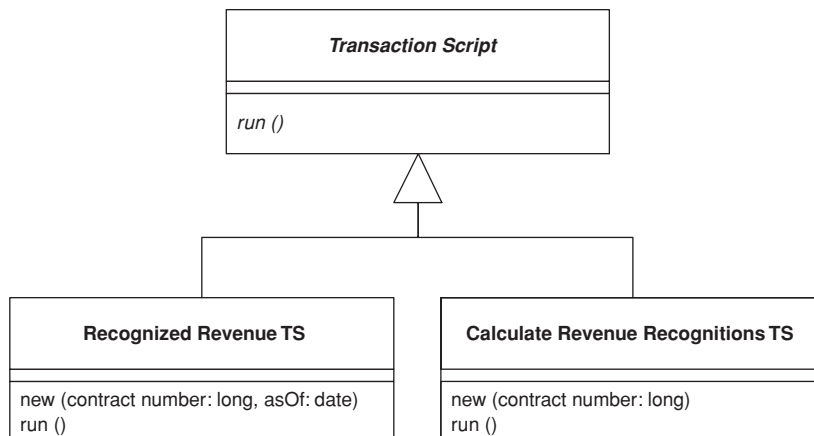 Transaction Script
run ()
Recognized Revenue TS
new (contract number: long, asOf: date)
run ()
Calculate Revenue Recognitions TS
new (contract number: long)
run ()